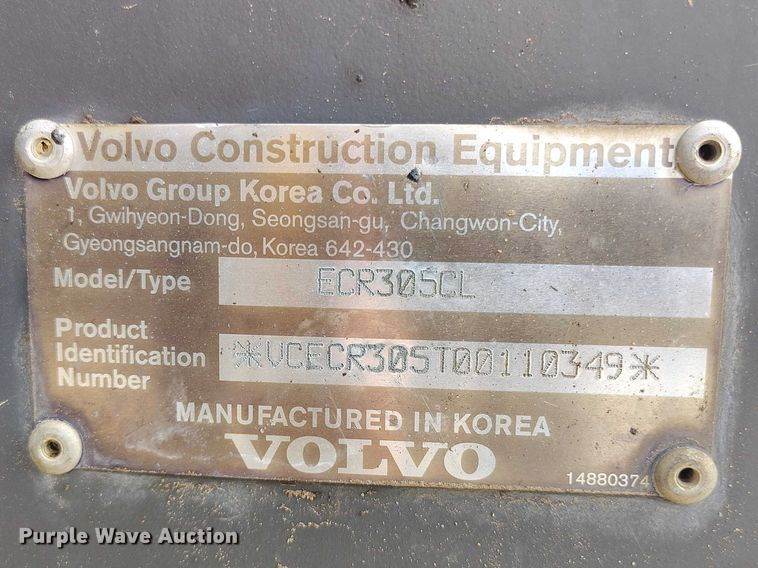 Volvo Construction Equipment
Volvo Group Korea Co. Ltd.
1, Gwihyeon-Dong, Seongsan-gu, Changwon-City,
Gyeongsangnam-do, Korea 642-430
Model/Type ECR305CL
Product
Identification
Number
*VCECR305T00110349*
MANUFACTURED IN KOREA
VOLVO
14880374
Purple Wave Auction